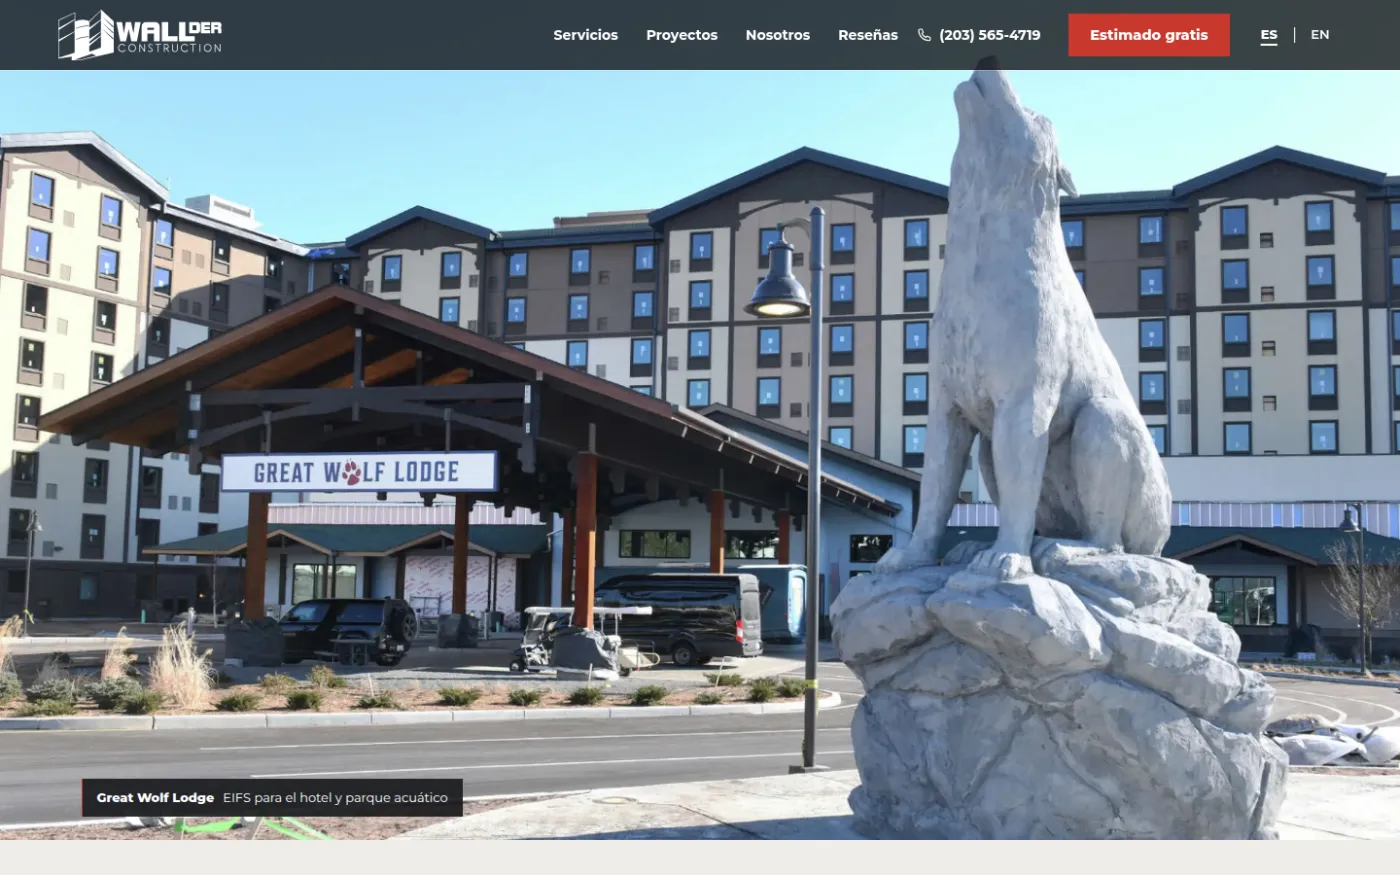 WALLDER
CONSTRUCTION
Servicios
Proyectos
Nosotros
Reseñas
(203) 565-4719
Estimado gratis
ES | EN
GREAT WOLF LODGE
Great Wolf Lodge EIFS para el hotel y parque acuático